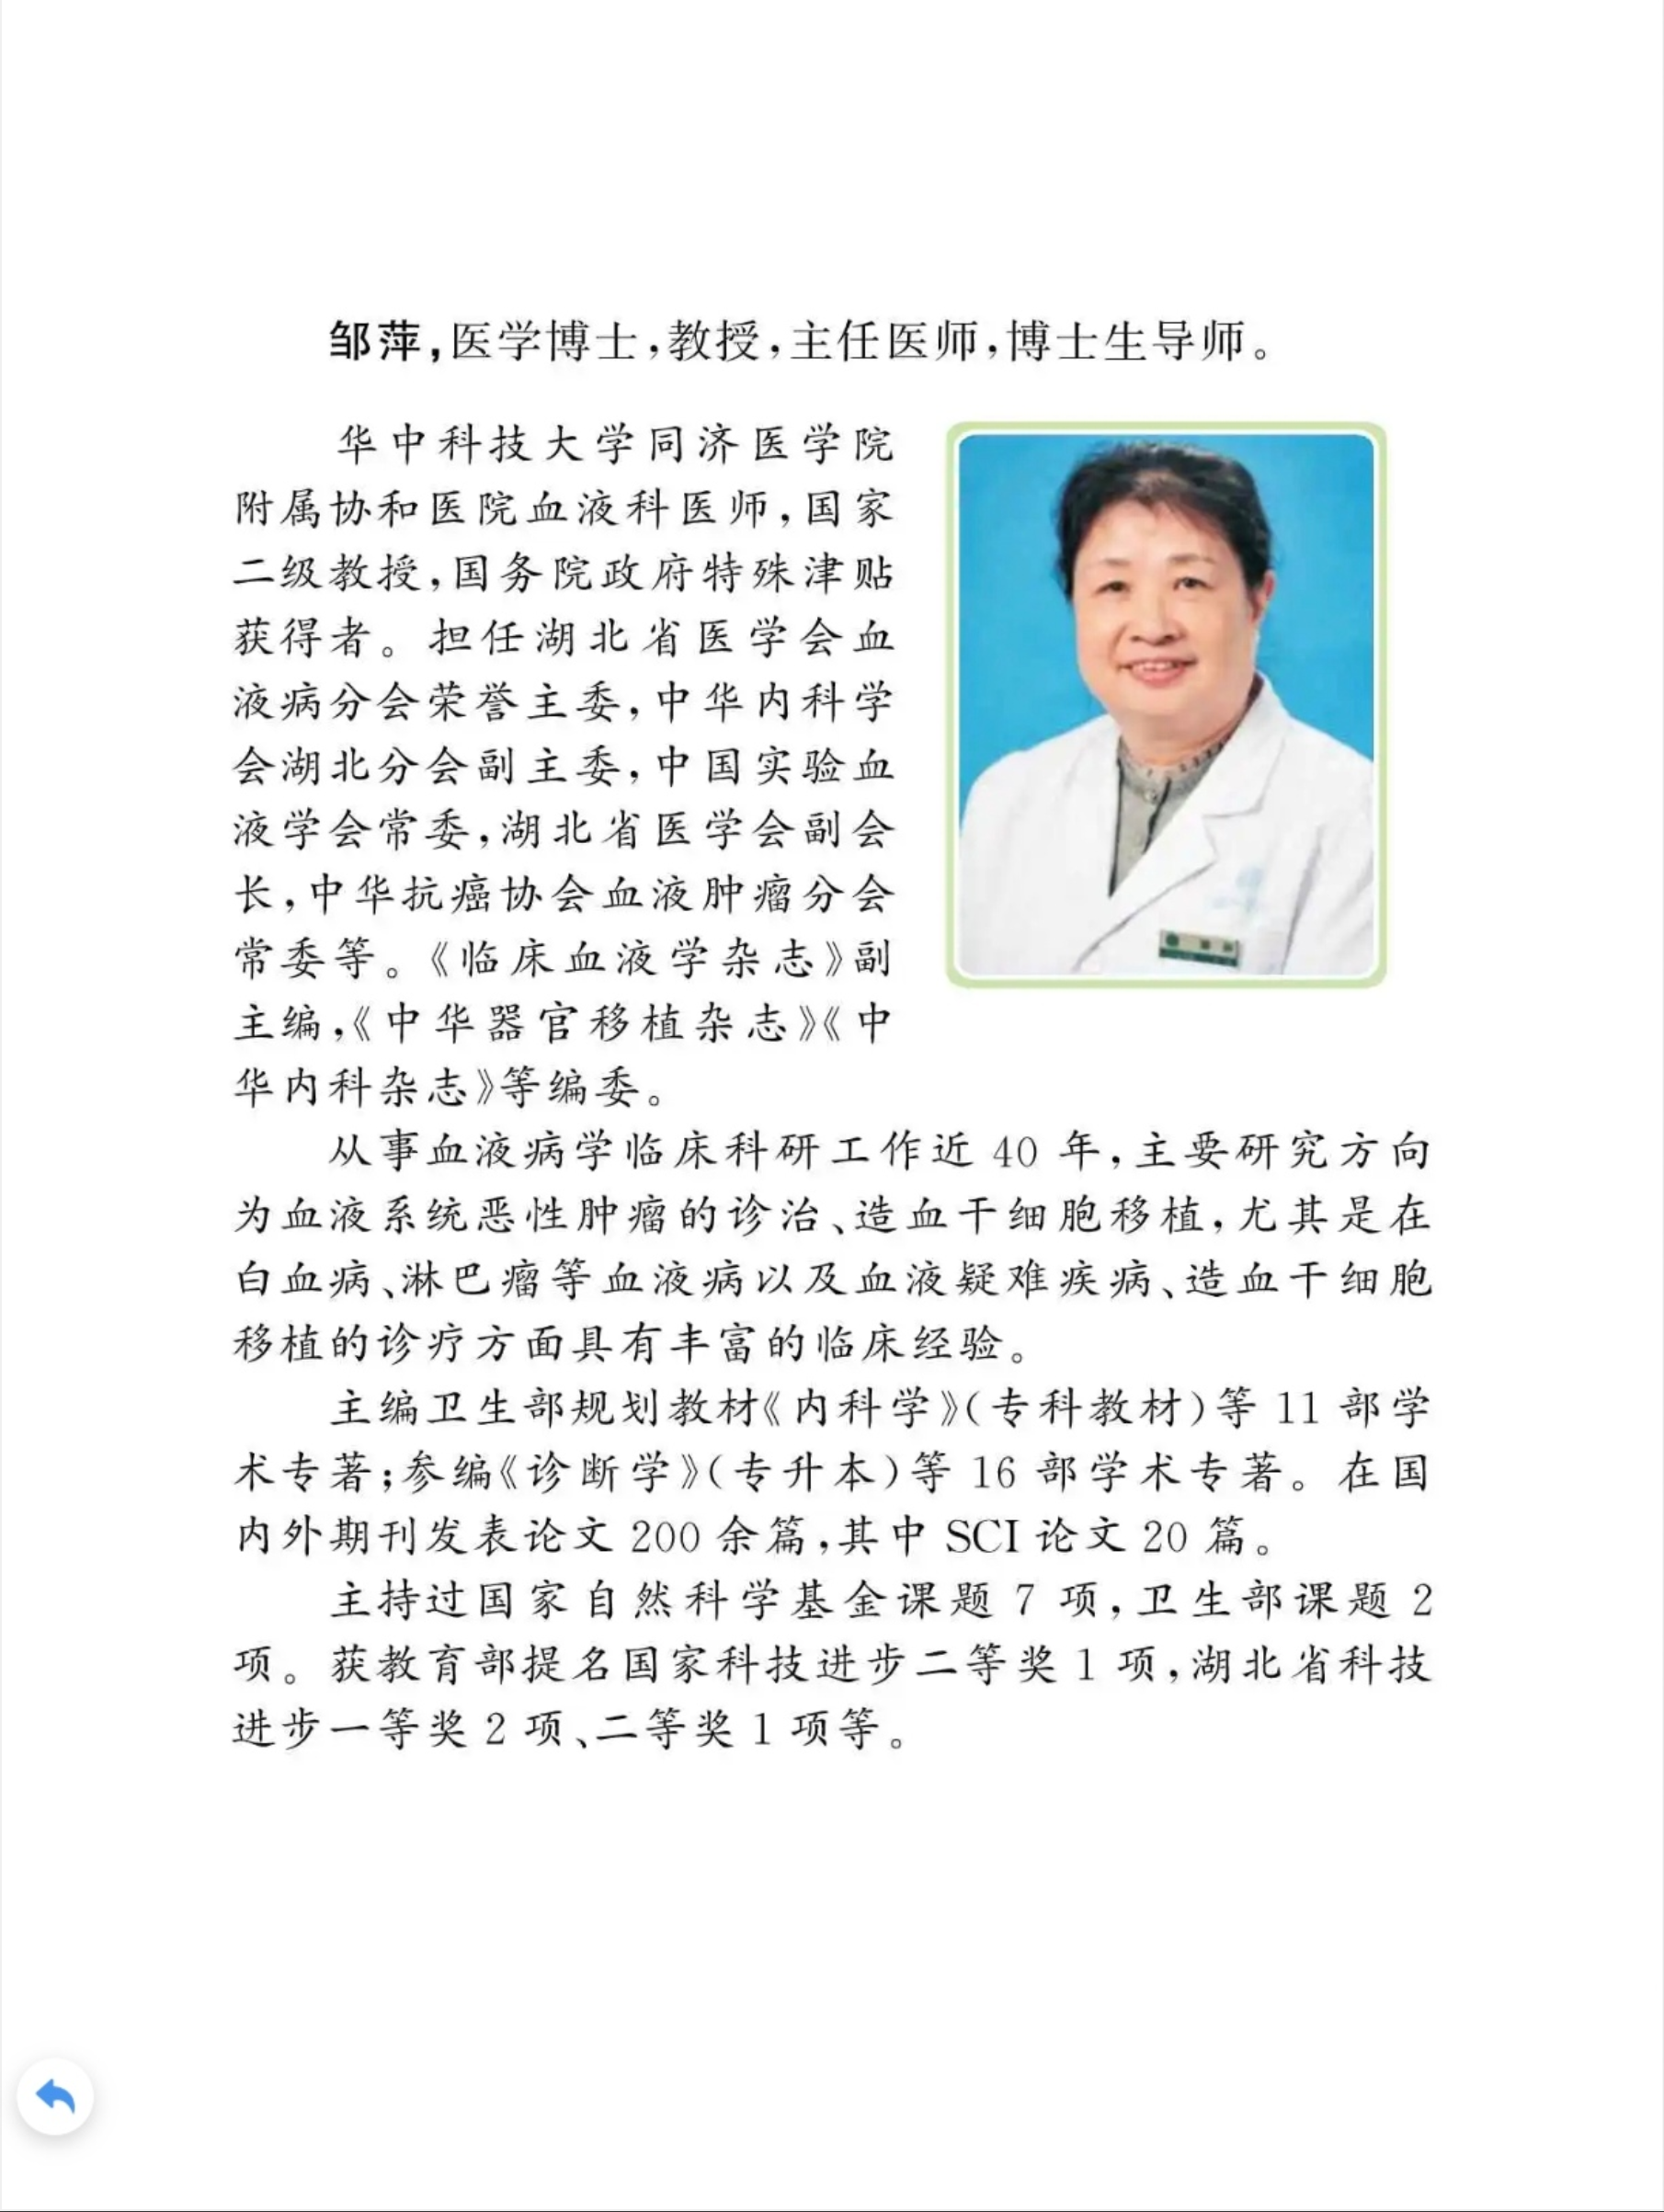 邹萍,医学博士,教授,主任医师,博士生导师。
华中科技大学同济医学院
附属协和医院血液科医师,国家
二级教授,国务院政府特殊津贴
获得者。担任湖北省医学会血
液病分会荣誉主委,中华内科学
会湖北分会副主委,中国实验血
液学会常委,湖北省医学会副会
长,中华抗癌协会血液肿瘤分会
常委等。《临床血液学杂志》副
主编,《中华器官移植杂志》《中
华内科杂志》等编委。
从事血液病学临床科研工作近 40 年,主要研究方向
为血液系统恶性肿瘤的诊治、造血干细胞移植,尤其是在
白血病、淋巴瘤等血液病以及血液疑难疾病、造血干细胞
移植的诊疗方面具有丰富的临床经验。
主编卫生部规划教材《内科学》(专科教材)等 11 部学
术专著;参编《诊断学》(专升本)等 16 部学术专著。在国
内外期刊发表论文 200 余篇,其中 SCI 论文 20 篇。
主持过国家自然科学基金课题 7 项,卫生部课题 2
项。获教育部提名国家科技进步二等奖 1 项,湖北省科技
进步一等奖 2 项、二等奖 1 项等。